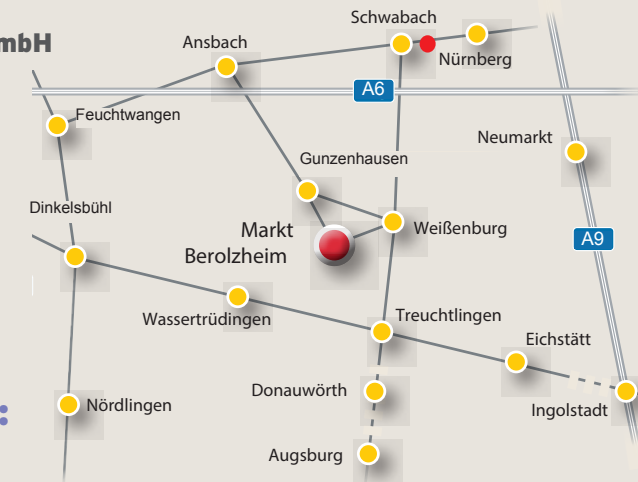 mbH
Schwabach
Ansbach
Nürnberg
A6
Feuchtwangen
Neumarkt
Gunzenhausen
Dinkelsbühl
Markt
Berolzheim
Weißenburg
A9
Wassertrüdingen
Treuchtlingen
Eichstätt
Donauwörth
Nördlingen
Ingolstadt
:
Augsburg